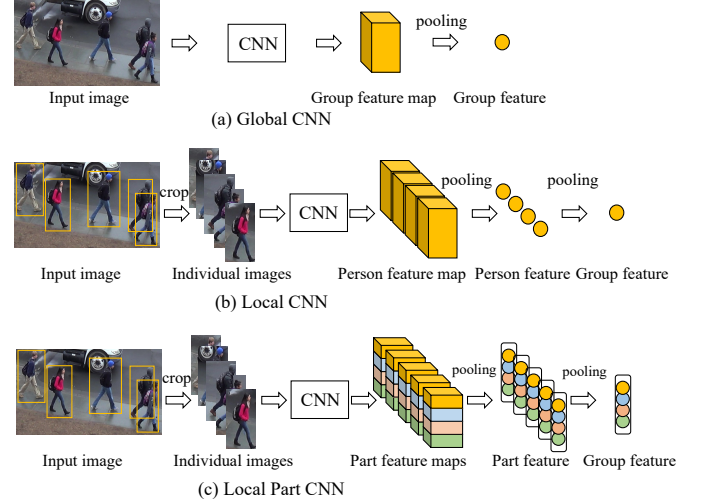 CNN
pooling
Input image Group feature map Group feature
(a) Global CNN
crop CNN pooling pooling
Input image Individual images Person feature map Person feature Group feature
(b) Local CNN
crop CNN pooling pooling
Input image Individual images Part feature maps Part feature Group feature
(c) Local Part CNN